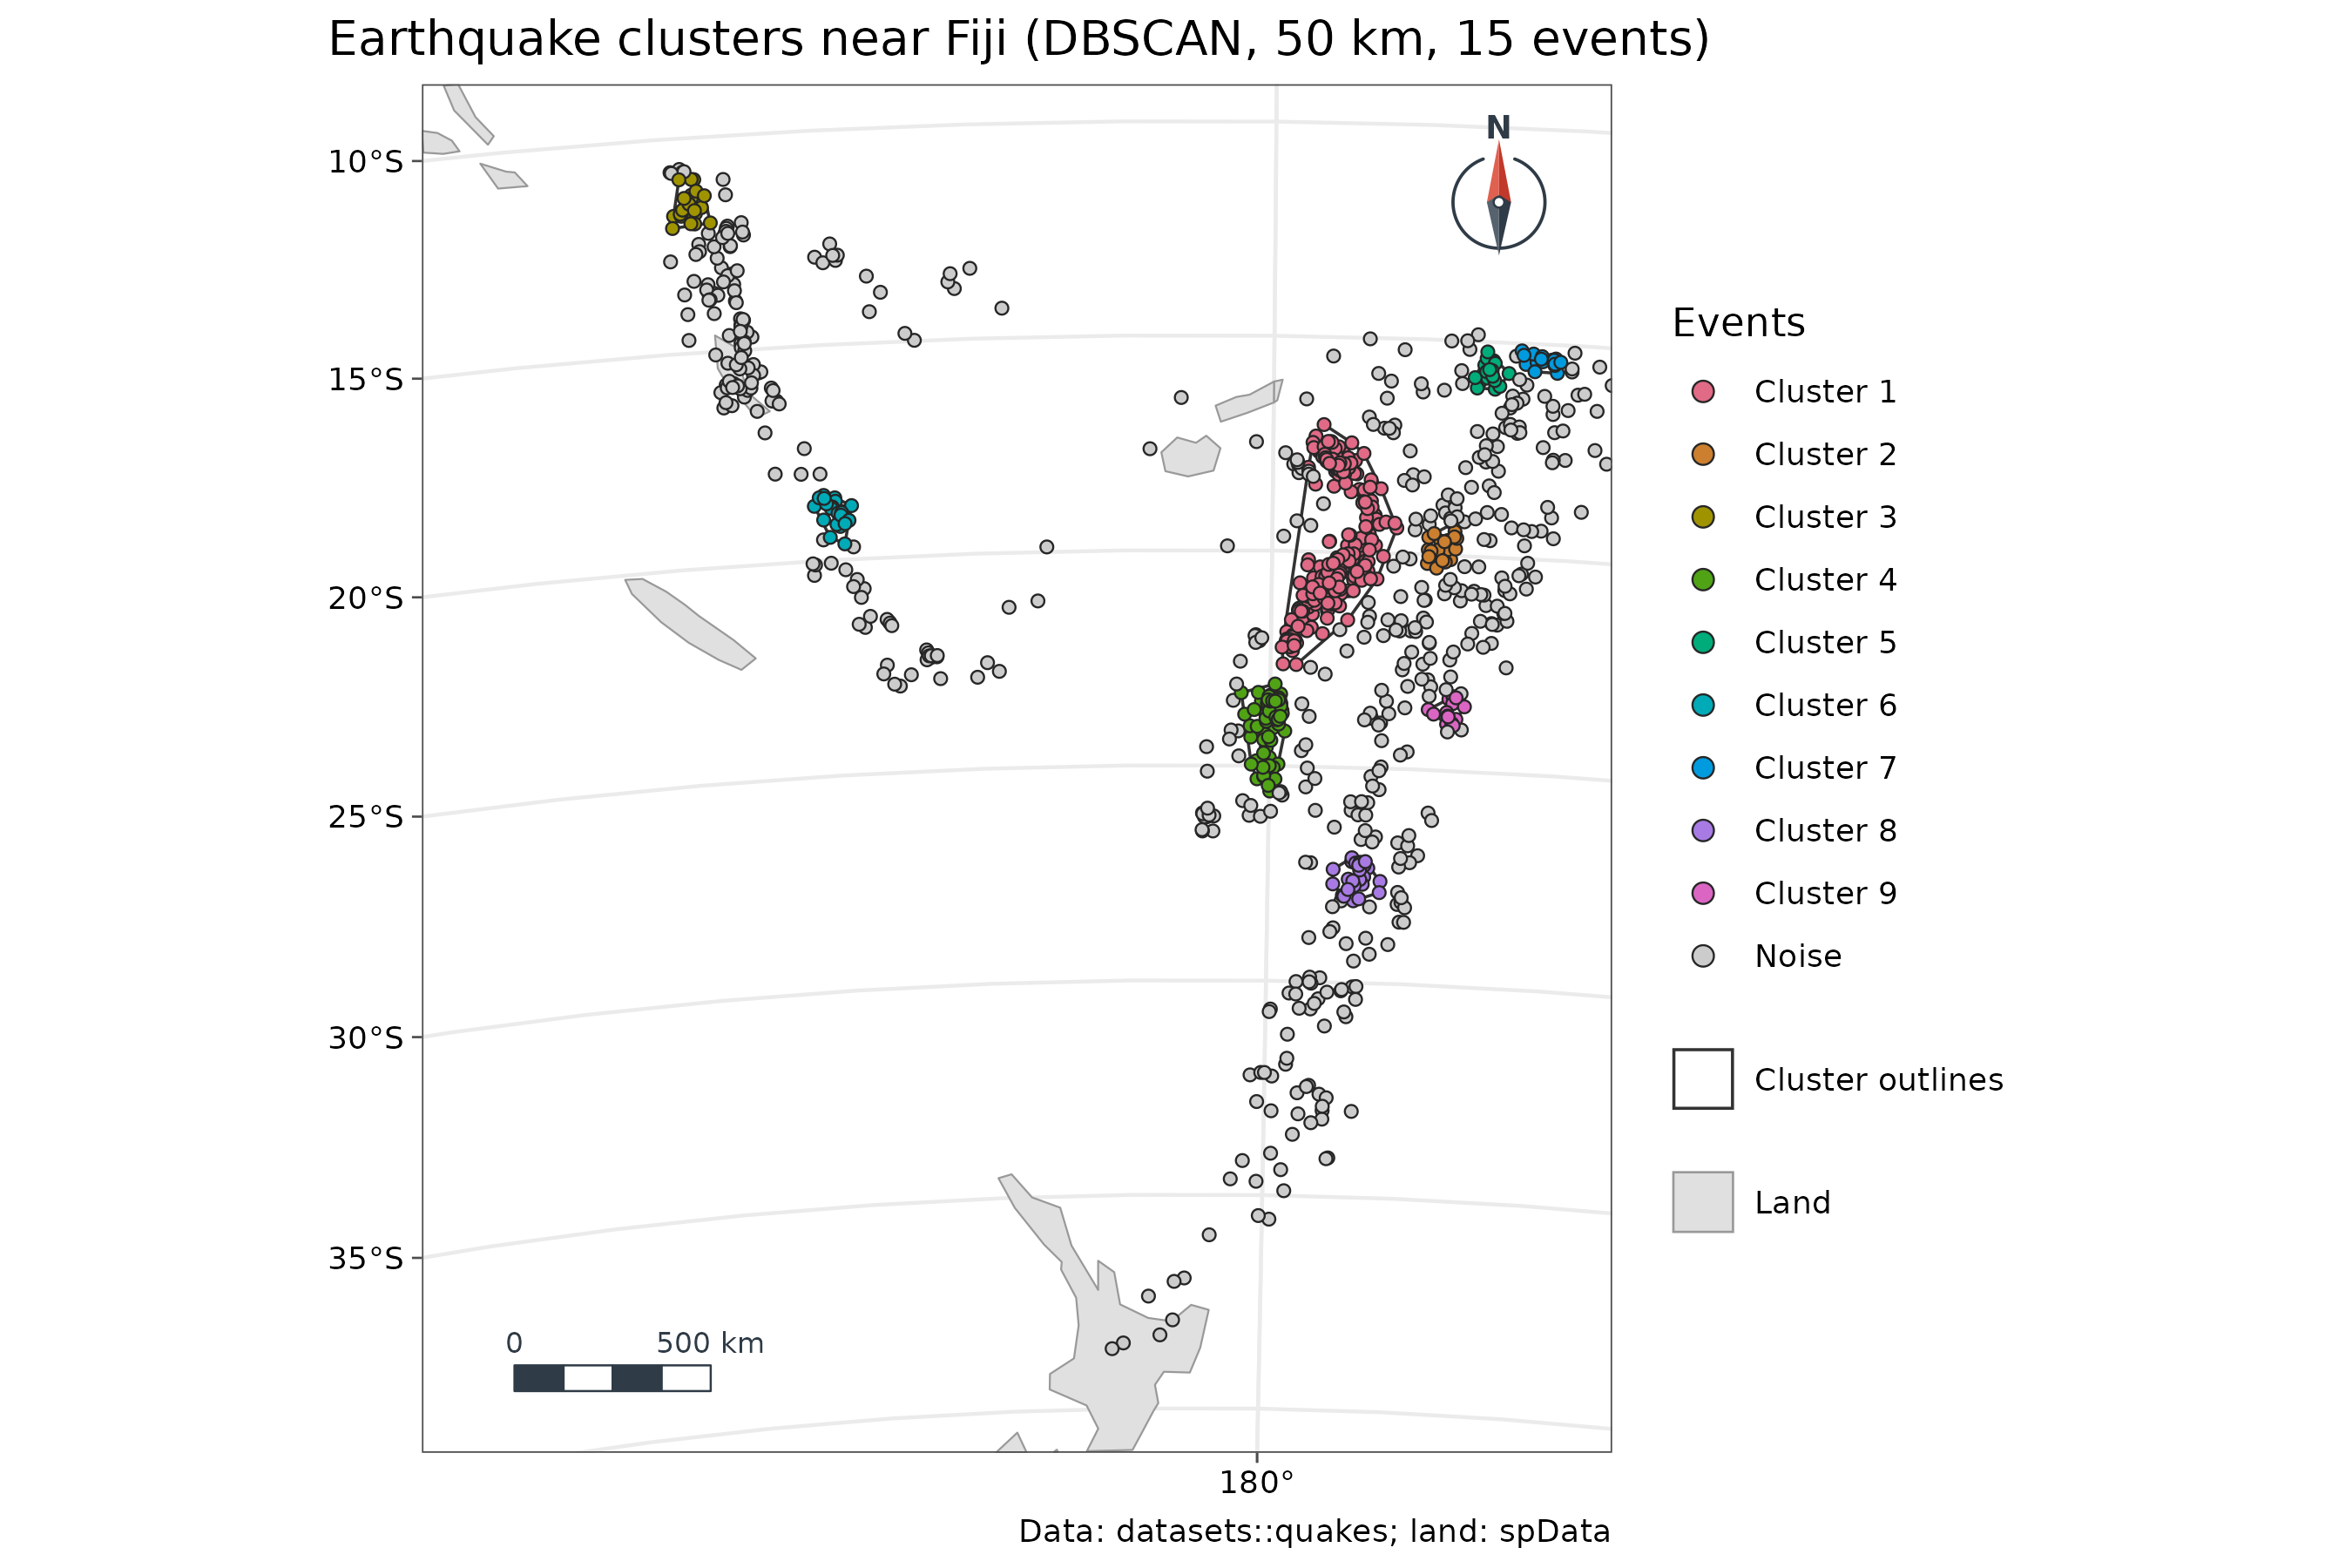 Earthquake clusters near Fiji (DBSCAN, 50 km, 15 events)
N
10°S
15°S
20°S
25°S
30°S
35°S
0 500 km
180°
Events
Cluster 1
Cluster 2
Cluster 3
Cluster 4
Cluster 5
Cluster 6
Cluster 7
Cluster 8
Cluster 9
Noise
Cluster outlines
Land
Data: datasets::quakes; land: spData